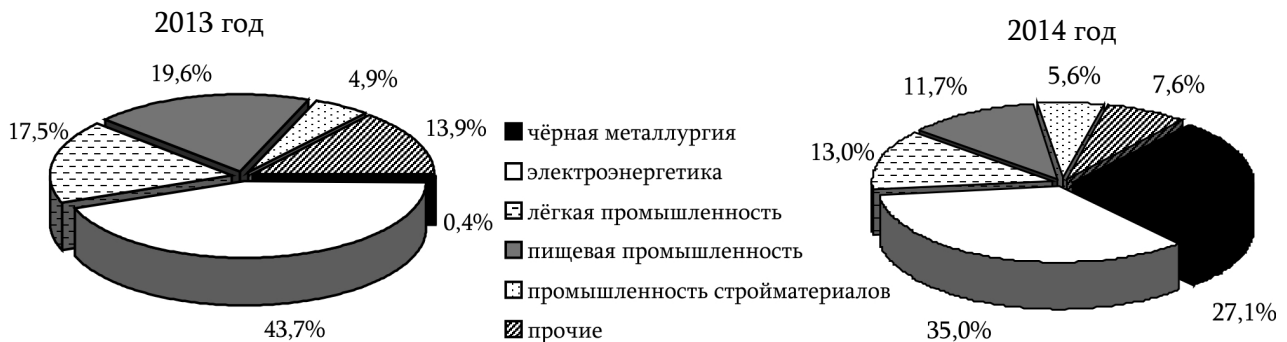 2013 год
19,6%
4,9%
17,5%
13,9%
0,4%
43,7%
чёрная металлургия
электроэнергетика
лёгкая промышленность
пищевая промышленность
промышленность стройматериалов
прочие
2014 год
11,7%
5,6%
7,6%
13,0%
35,0%
27,1%